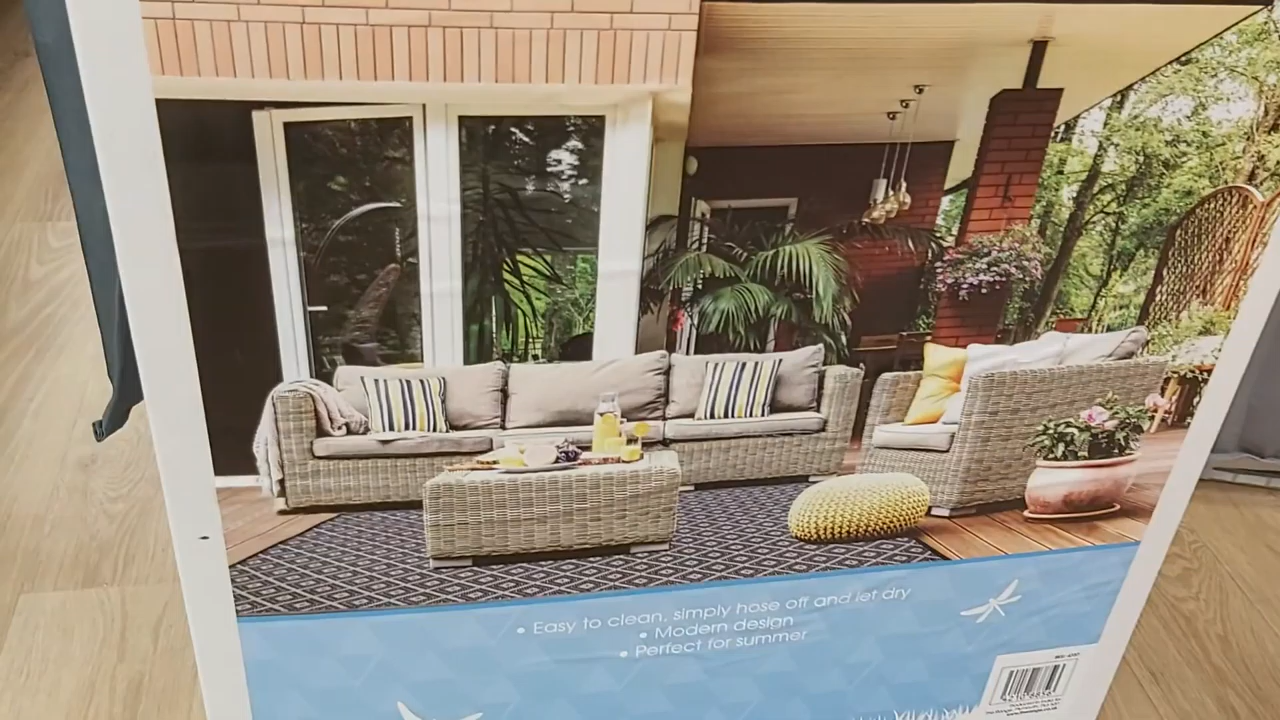 • Easy to clean, simply hose off and let dry
• Modern design
• Perfect for summer